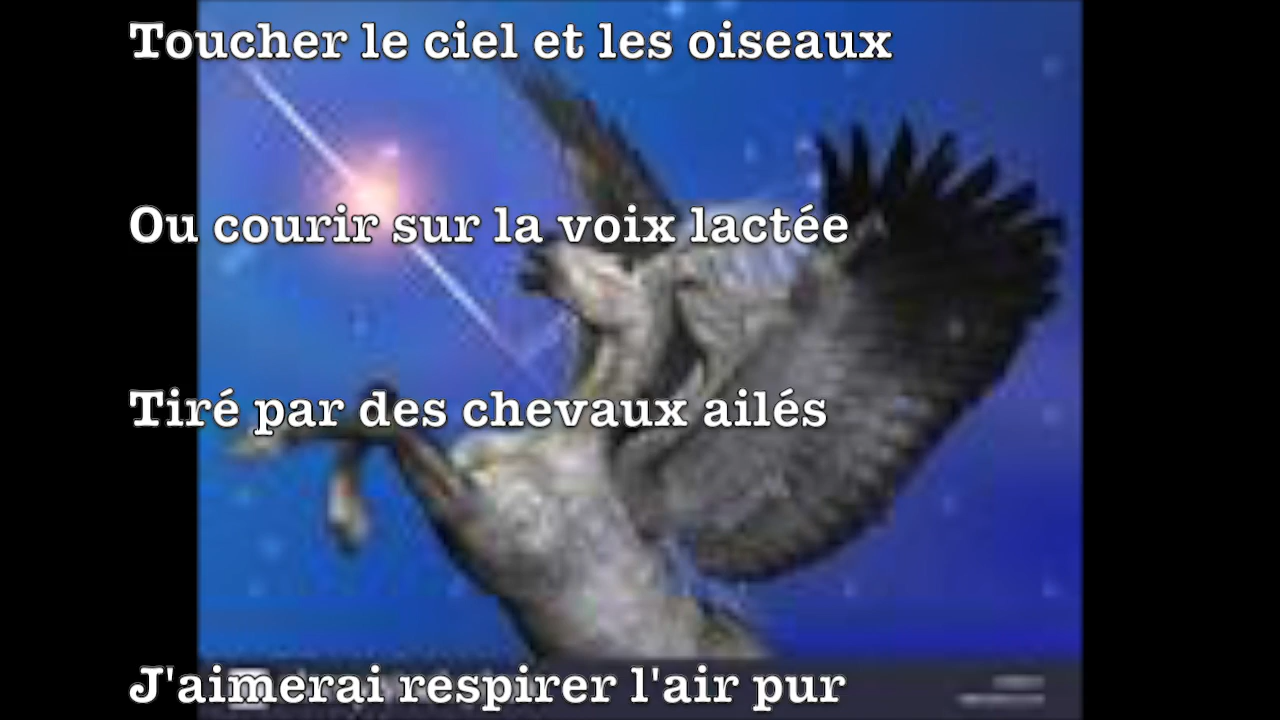 Toucher le ciel et les oiseaux
Ou courir sur la voix lactée
Tiré par des chevaux ailés
J'aimerai respirer l'air pur